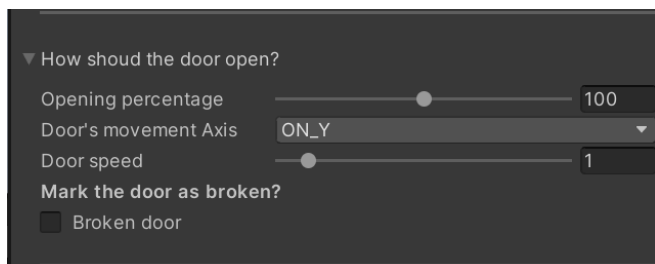 How shoud the door open?
Opening percentage 100
Door's movement Axis ON_Y
Door speed 1
Mark the door as broken?
Broken door